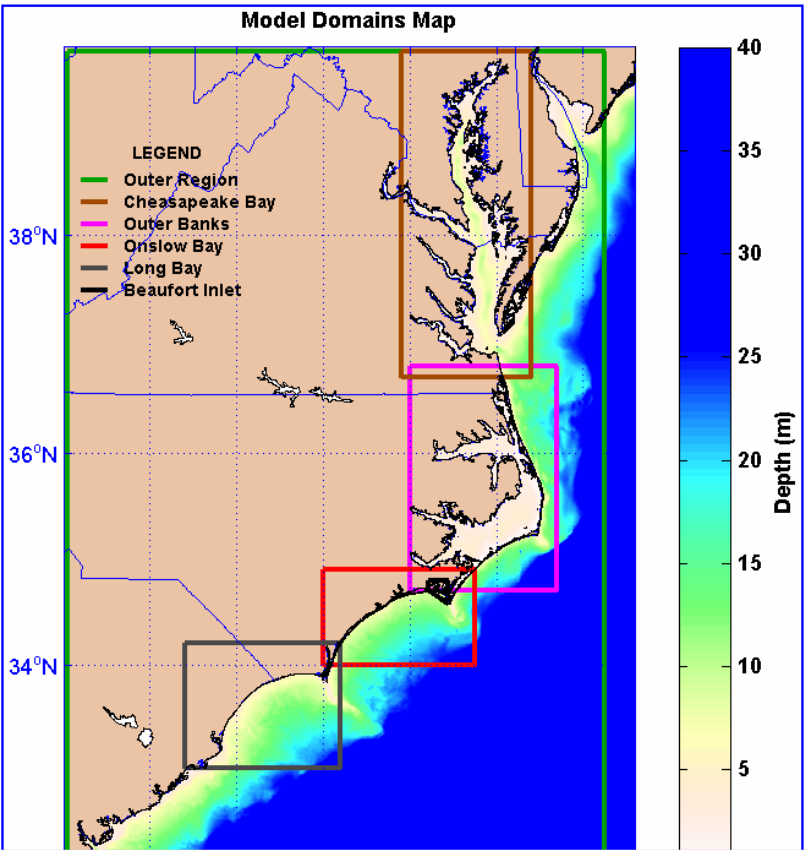 Model Domains Map
LEGEND
Outer Region
Cheasapeake Bay
Outer Banks
Onslow Bay
Long Bay
Beaufort Inlet
38°N
36°N
34°N
40
35
30
25
20
15
10
5
Depth (m)